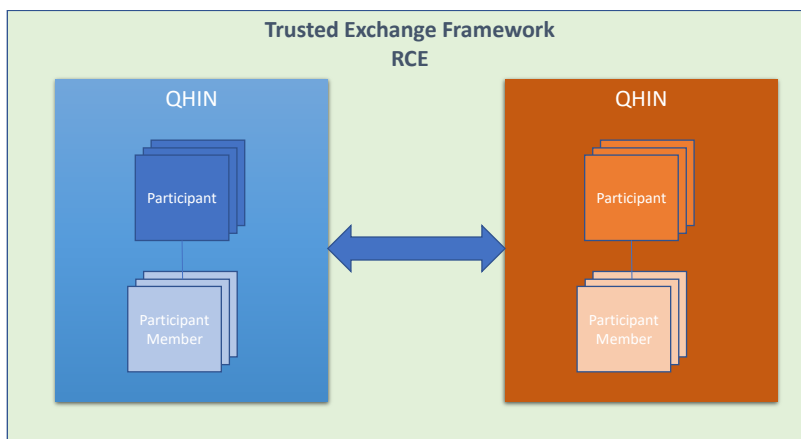 Trusted Exchange Framework
RCE
QHIN
Participant
Participant
Member
QHIN
Participant
Participant
Member